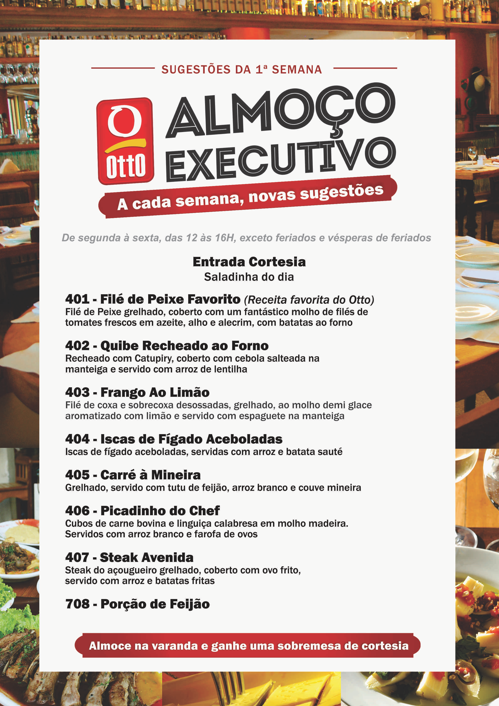 SUGESTÕES DA 1ª SEMANA
OTTO
ALMOÇO
EXECUTIVO
A cada semana, novas sugestões
De segunda à sexta, das 12 às 16H, exceto feriados e vésperas de feriados
Entrada Cortesia
Saladinha do dia
401 - Filé de Peixe Favorito (Receita favorita do Otto)
Filé de Peixe grelhado, coberto com um fantástico molho de filés de
tomates frescos em azeite, alho e alecrim, com batatas ao forno
402 - Quibe Recheado ao Forno
Recheado com Catupiry, coberto com cebola salteada na
manteiga e servido com arroz de lentilha
403 - Frango Ao Limão
Filé de coxa e sobrecoxa desossadas, grelhado, ao molho demi glace
aromatizado com limão e servido com espaguete na manteiga
404 - Iscas de Fígado Aceboladas
Iscas de fígado aceboladas, servidas com arroz e batata sauté
405 - Carré à Mineira
Grelhado, servido com tutu de feijão, arroz branco e couve mineira
406 - Picadinho do Chef
Cubos de carne bovina e linguiça calabresa em molho madeira.
Servidos com arroz branco e farofa de ovos
407 - Steak Avenida
Steak do açougueiro grelhado, coberto com ovo frito,
servido com arroz e batatas fritas
708 - Porção de Feijão
Almoce na varanda e ganhe uma sobremesa de cortesia